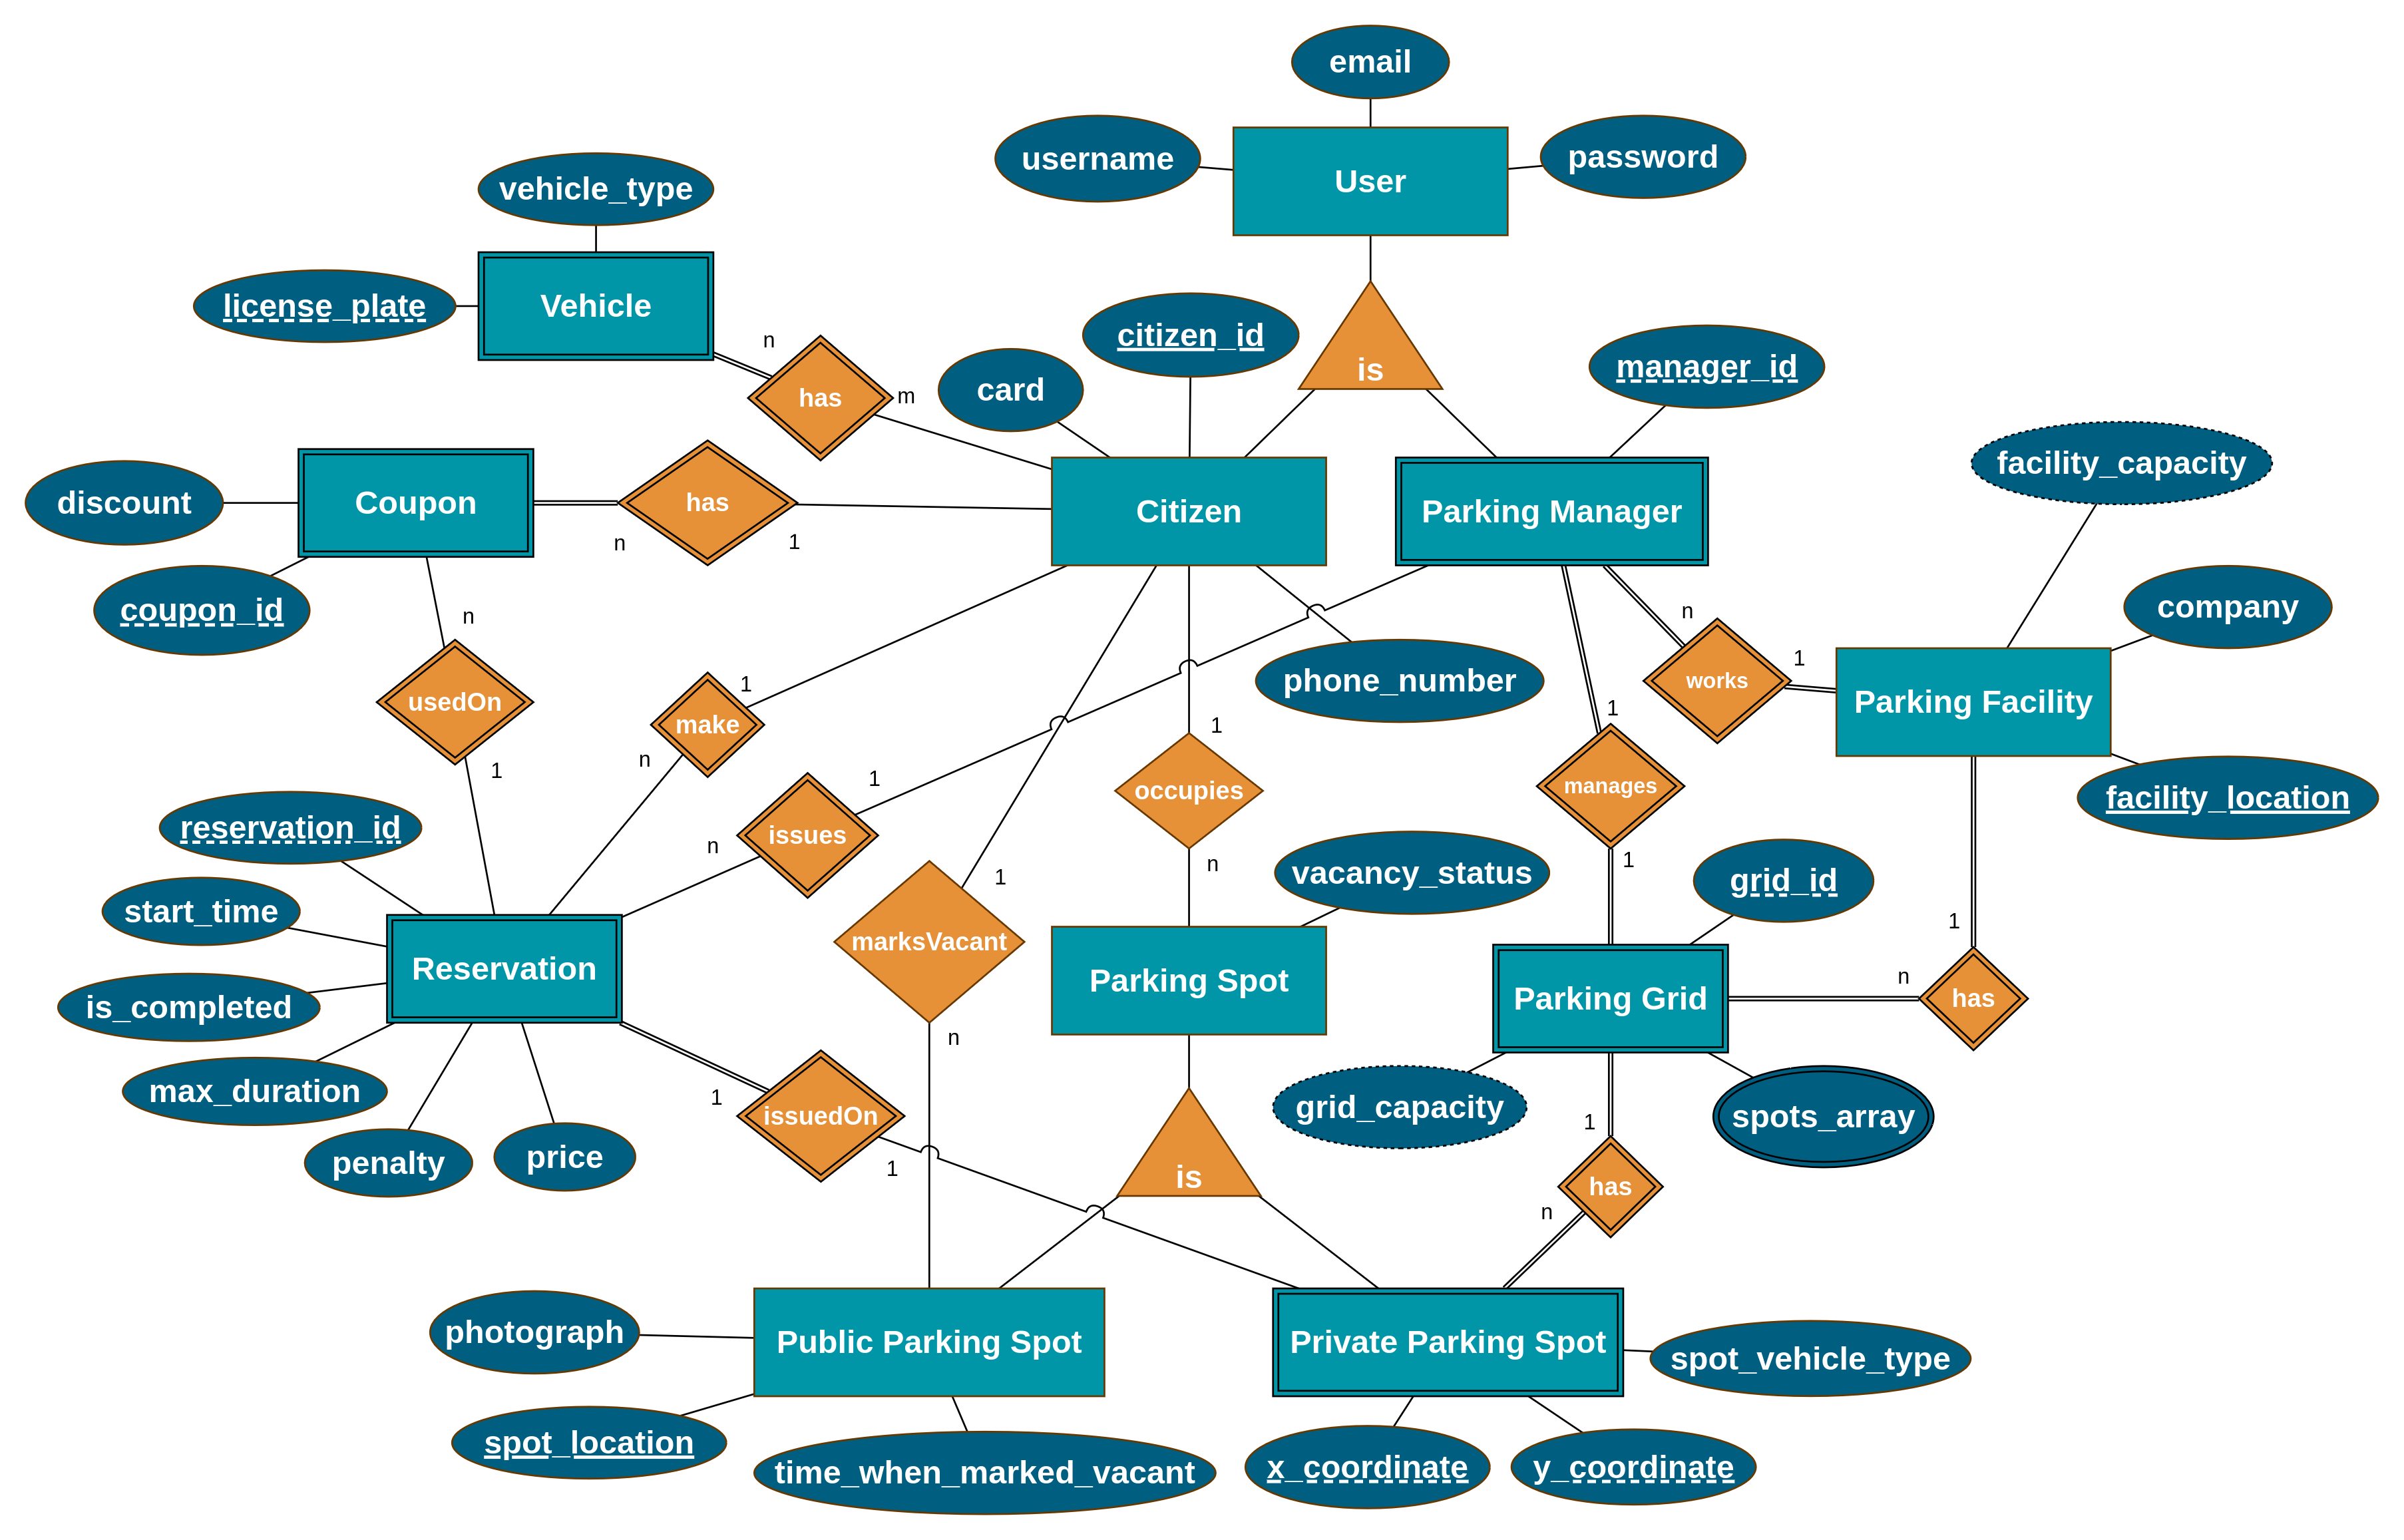 email
username
User
password
vehicle_type
license_plate
Vehicle
n
has
m
card
citizen_id
is
manager_id
facility_capacity
discount
Coupon
has
n
1
Citizen
Parking Manager
coupon_id
n
usedOn
1
make
1
n
phone_number
n
works
1
company
Parking Facility
facility_location
1
issues
n
1
occupies
n
1
manages
1
reservation_id
start_time
is_completed
max_duration
penalty
price
Reservation
1
marksVacant
n
vacancy_status
Parking Spot
grid_id
Parking Grid
n
1
has
1
issuedOn
1
is
grid_capacity
spots_array
1
has
n
photograph
Public Parking Spot
Private Parking Spot
spot_vehicle_type
spot_location
time_when_marked_vacant
x_coordinate
y_coordinate